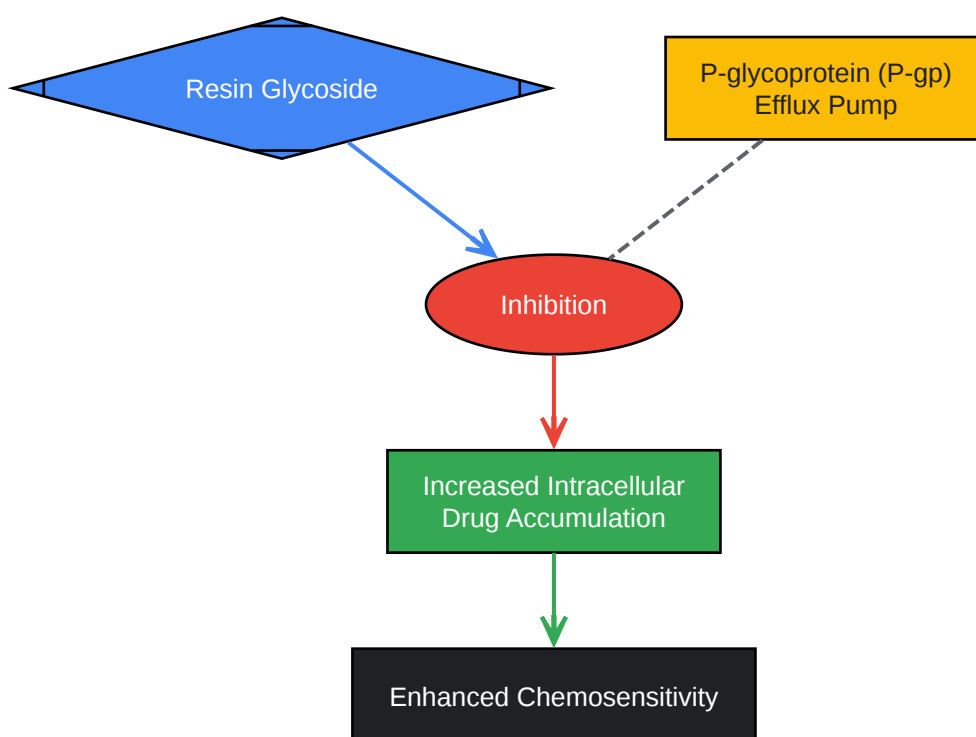 Resin Glycoside
P-glycoprotein (P-gp)
Efflux Pump
Inhibition
Increased Intracellular
Drug Accumulation
Enhanced Chemosensitivity